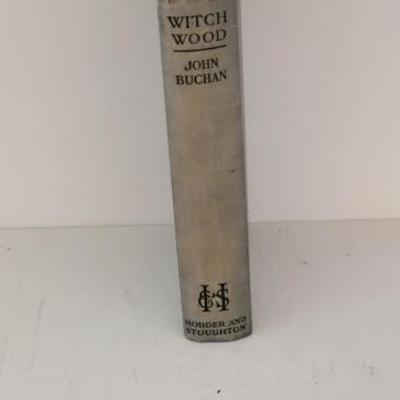 WITCH
WOOD
JOHN
BUCHAN
H&S
HODDER AND
STOUGHTON